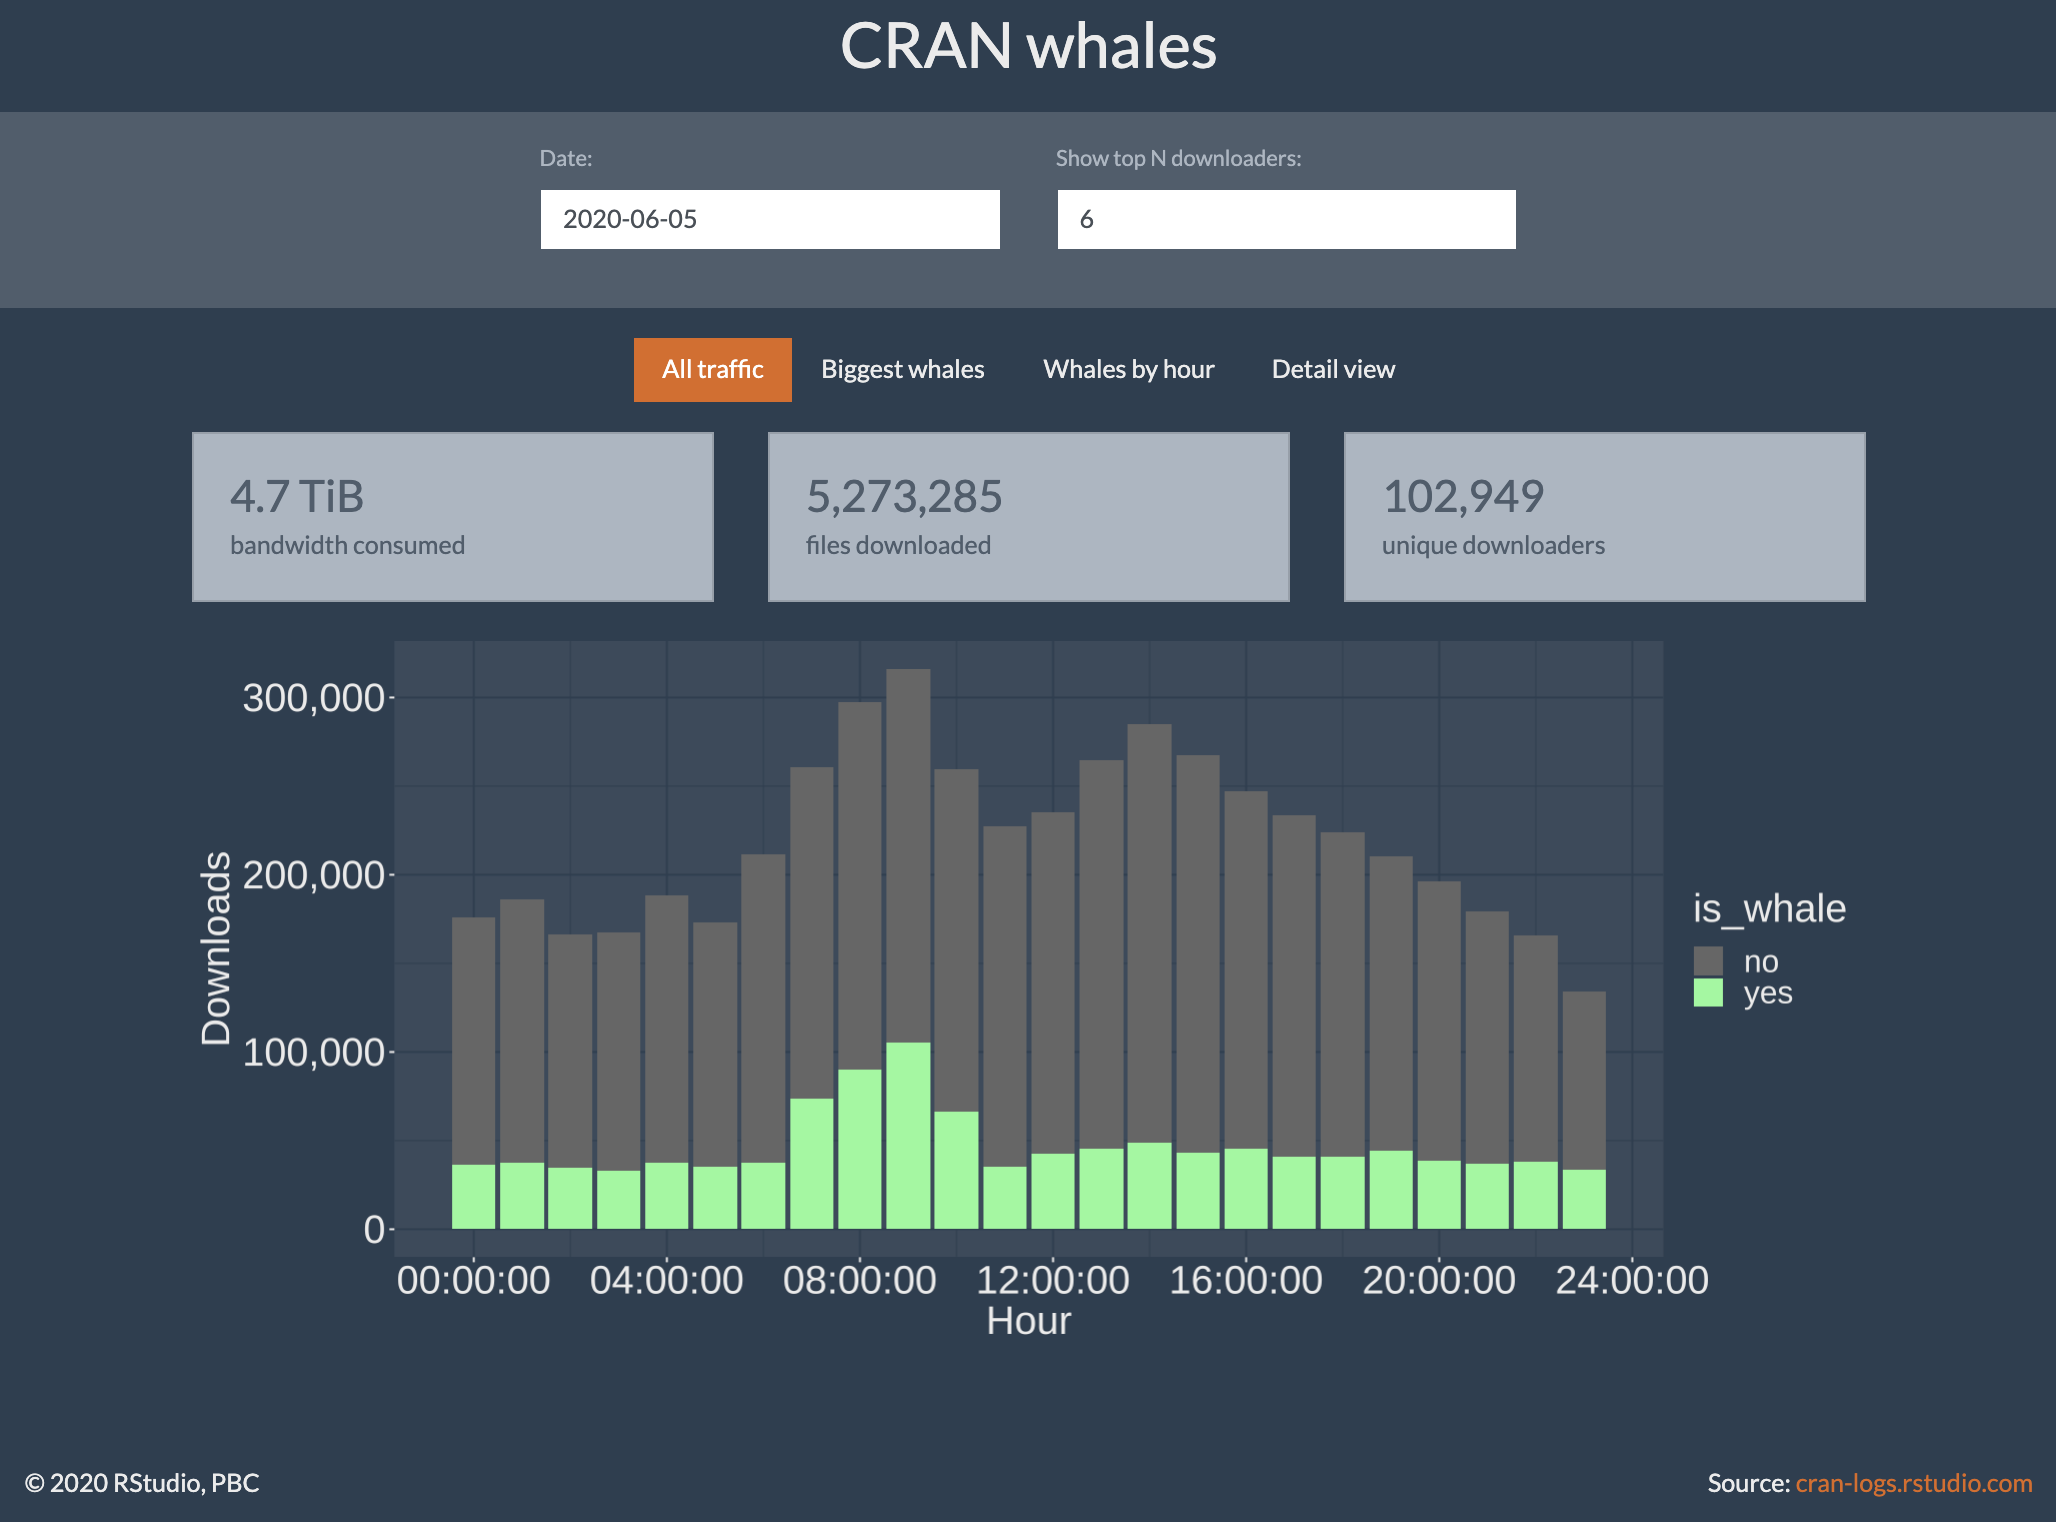 CRAN whales
Date:
Show top N downloaders:
2020-06-05
6
All traffic
Biggest whales
Whales by hour
Detail view
4.7 TiB
bandwidth consumed
5,273,285
files downloaded
102,949
unique downloaders
300,000
200,000
100,000
0
Downloads
00:00:00 04:00:00 08:00:00 12:00:00 16:00:00 20:00:00 24:00:00
Hour
is_whale
no
yes
© 2020 RStudio, PBC
Source: cran-logs.rstudio.com